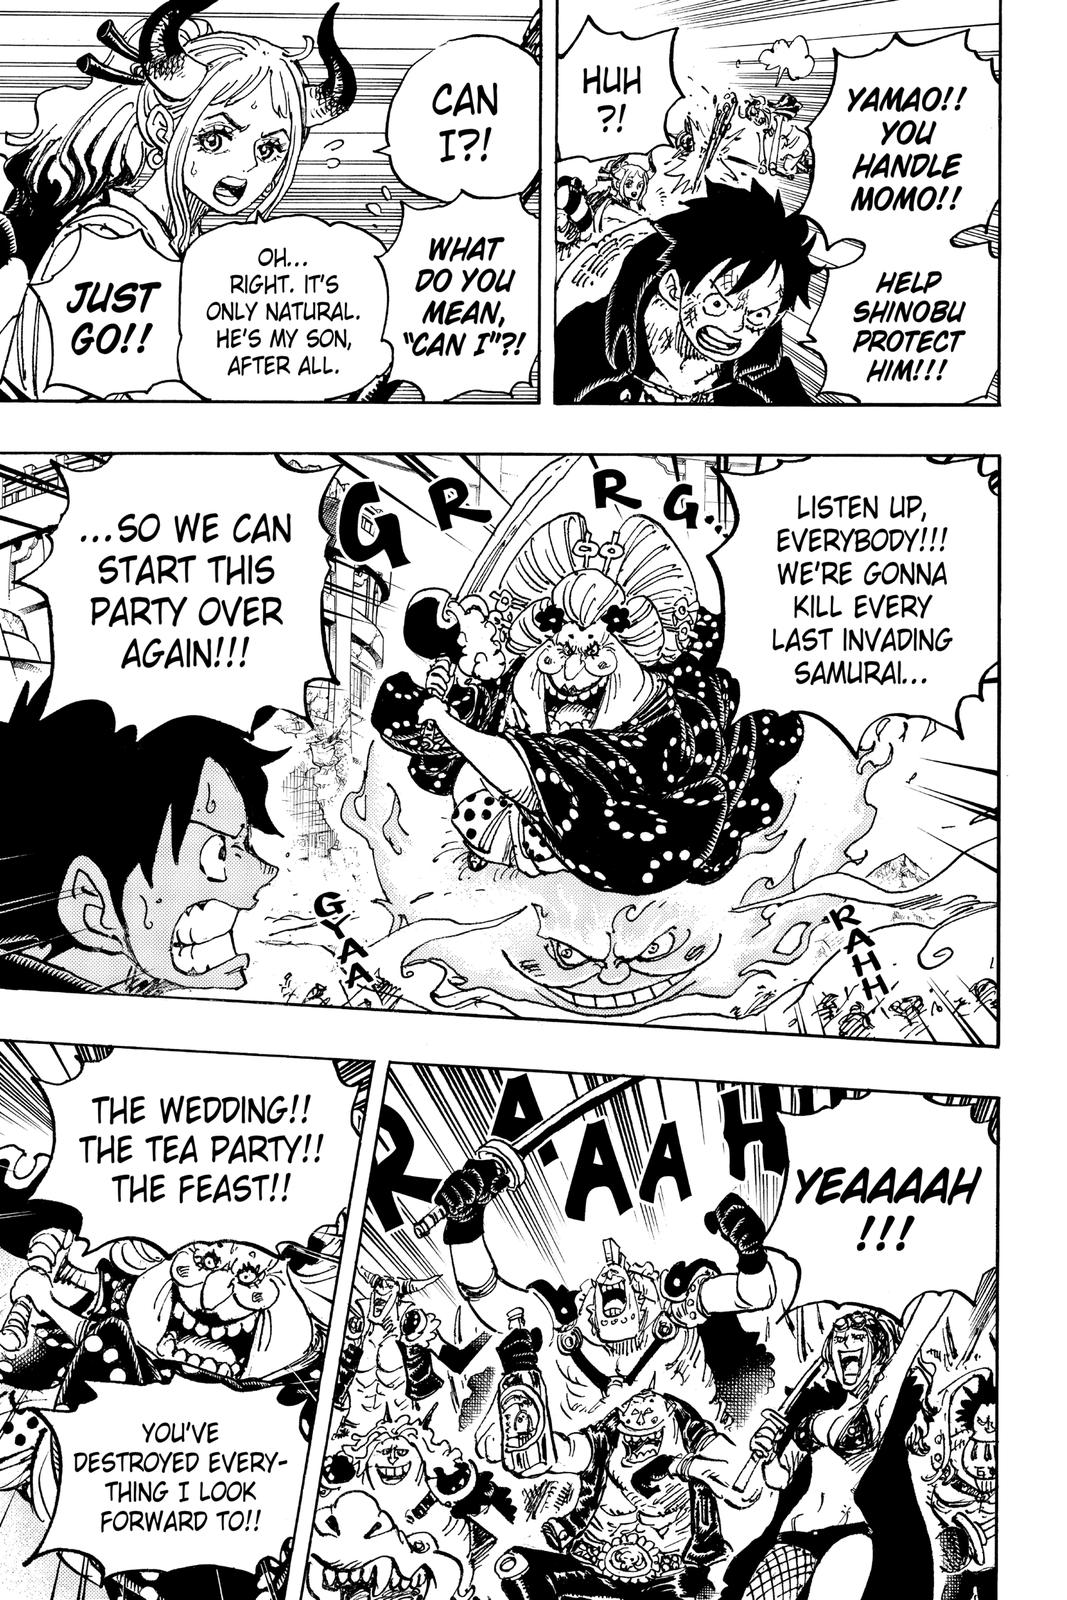 YAMAO!!
YOU
HANDLE
MOMO!!
HELP
SHINOBU
PROTECT
HIM!!!
HUH
?!
CAN
I?!
WHAT
DO YOU
MEAN,
"CAN I"?!
OH...
RIGHT. IT'S
ONLY NATURAL.
HE'S MY SON,
AFTER ALL.
JUST
GO!!
LISTEN UP,
EVERYBODY!!!
WE'RE GONNA
KILL EVERY
LAST INVADING
SAMURAI...
GRRG...
...SO WE CAN
START THIS
PARTY OVER
AGAIN!!!
GYAA
RAHH
YEAAAAH
!!!
RAAAH
THE WEDDING!!
THE TEA PARTY!!
THE FEAST!!
YOU'VE
DESTROYED EVERY-
THING I LOOK
FORWARD TO!!